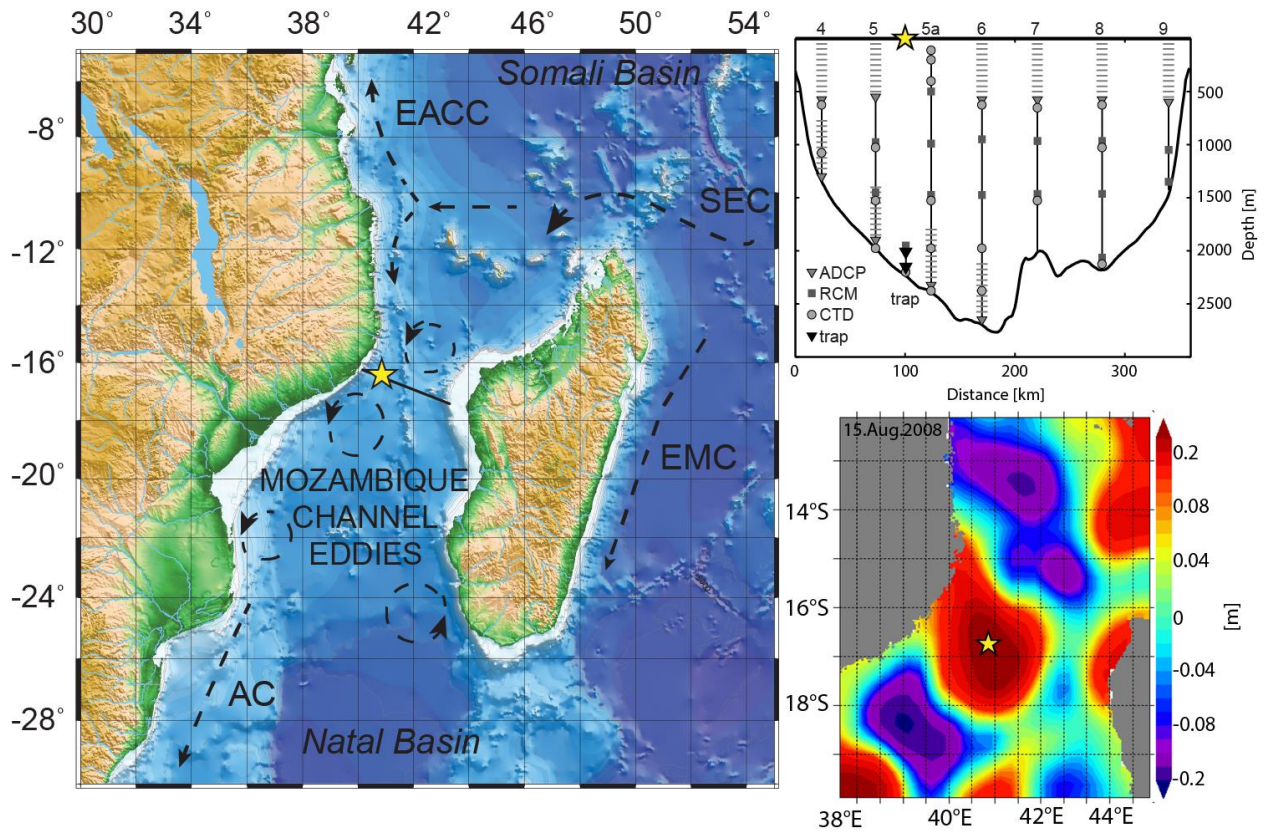 30° 34 38 42 46 50 54°
-8°
-12°
-16°
-20°
-24°
-28°
Somali Basin
EACC
SEC
EMC
MOZAMBIQUE
CHANNEL
EDDIES
AC
Natal Basin
4 5 5a 6 7 8 9
500
1000
1500
2000
2500
Depth [m]
ADCP
RCM
CTD
trap
trap
0 100 200 300
Distance [km]
15.Aug.2008
14°S
16°S
18°S
38°E 40°E 42°E 44°E
0.2
0.08
0.04
0
-0.04
-0.08
-0.2
[m]